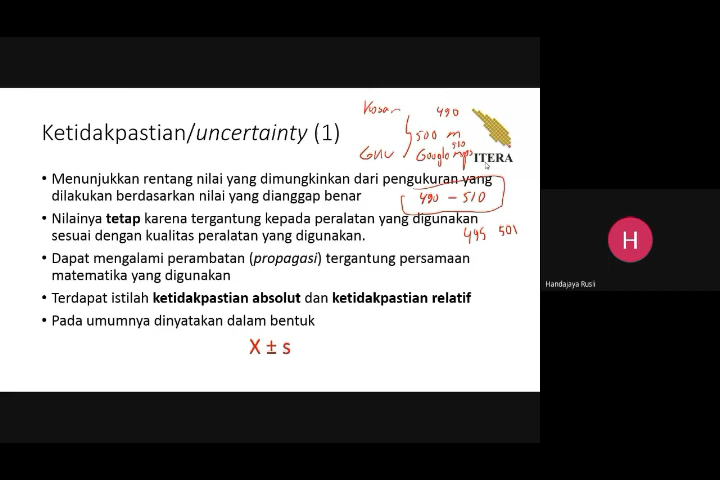 Kosan 490
500 m
510
GKU Google maps
Ketidakpastian/uncertainty (1)
ITERA
• Menunjukkan rentang nilai yang dimungkinkan dari pengukuran yang
dilakukan berdasarkan nilai yang dianggap benar
490 – 510
• Nilainya tetap karena tergantung kepada peralatan yang digunakan
sesuai dengan kualitas peralatan yang digunakan.
495 501
• Dapat mengalami perambatan (propagasi) tergantung persamaan
matematika yang digunakan
• Terdapat istilah ketidakpastian absolut dan ketidakpastian relatif
• Pada umumnya dinyatakan dalam bentuk
X ± s
H
Handajaya Rusli